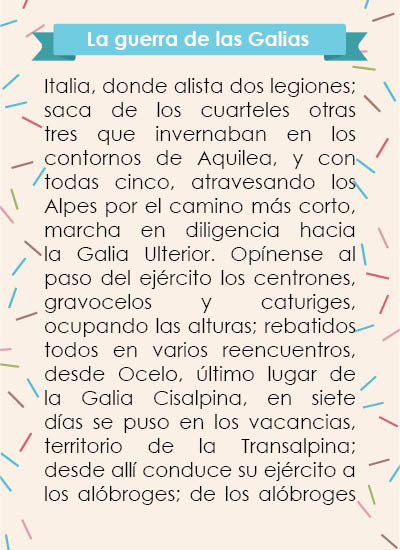 La guerra de las Galias
Italia, donde alista dos legiones;
saca de los cuarteles otras
tres que invernaban en los
contornos de Aquilea, y con
todas cinco, atravesando los
Alpes por el camino más corto,
marcha en diligencia hacia
la Galia Ulterior. Opínense al
paso del ejército los centrones,
gravocelos y caturiges,
ocupando las alturas; rebatidos
todos en varios reencuentros,
desde Ocelo, último lugar de
la Galia Cisalpina, en siete
días se puso en los vacancias,
territorio de la Transalpina;
desde allí conduce su ejército a
los alóbroges; de los alóbroges